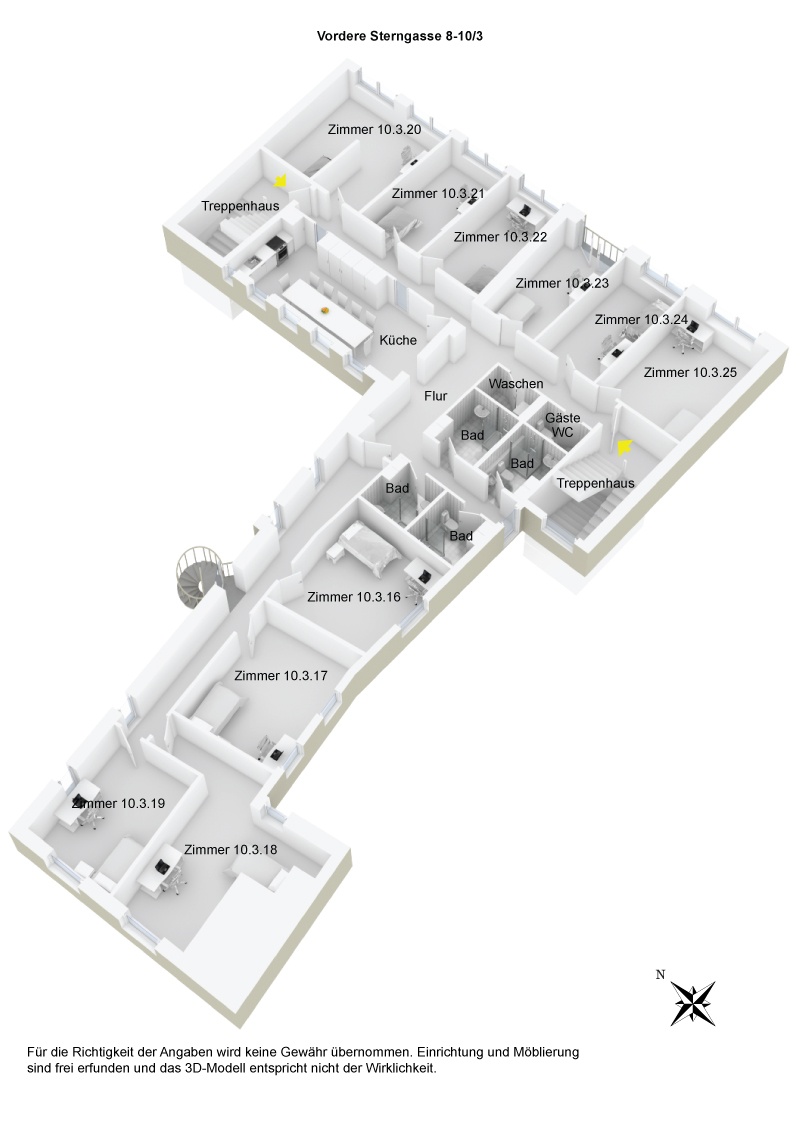 Vordere Sterngasse 8-10/3
Zimmer 10.3.20
Zimmer 10.3.21
Treppenhaus
Zimmer 10.3.22
Zimmer 10.3.23
Zimmer 10.3.24
Küche
Zimmer 10.3.25
Waschen
Flur
Gäste
WC
Bad
Bad
Treppenhaus
Bad
Bad
Zimmer 10.3.16
Zimmer 10.3.17
Zimmer 10.3.19
Zimmer 10.3.18
N
Für die Richtigkeit der Angaben wird keine Gewähr übernommen. Einrichtung und Möblierung
sind frei erfunden und das 3D-Modell entspricht nicht der Wirklichkeit.